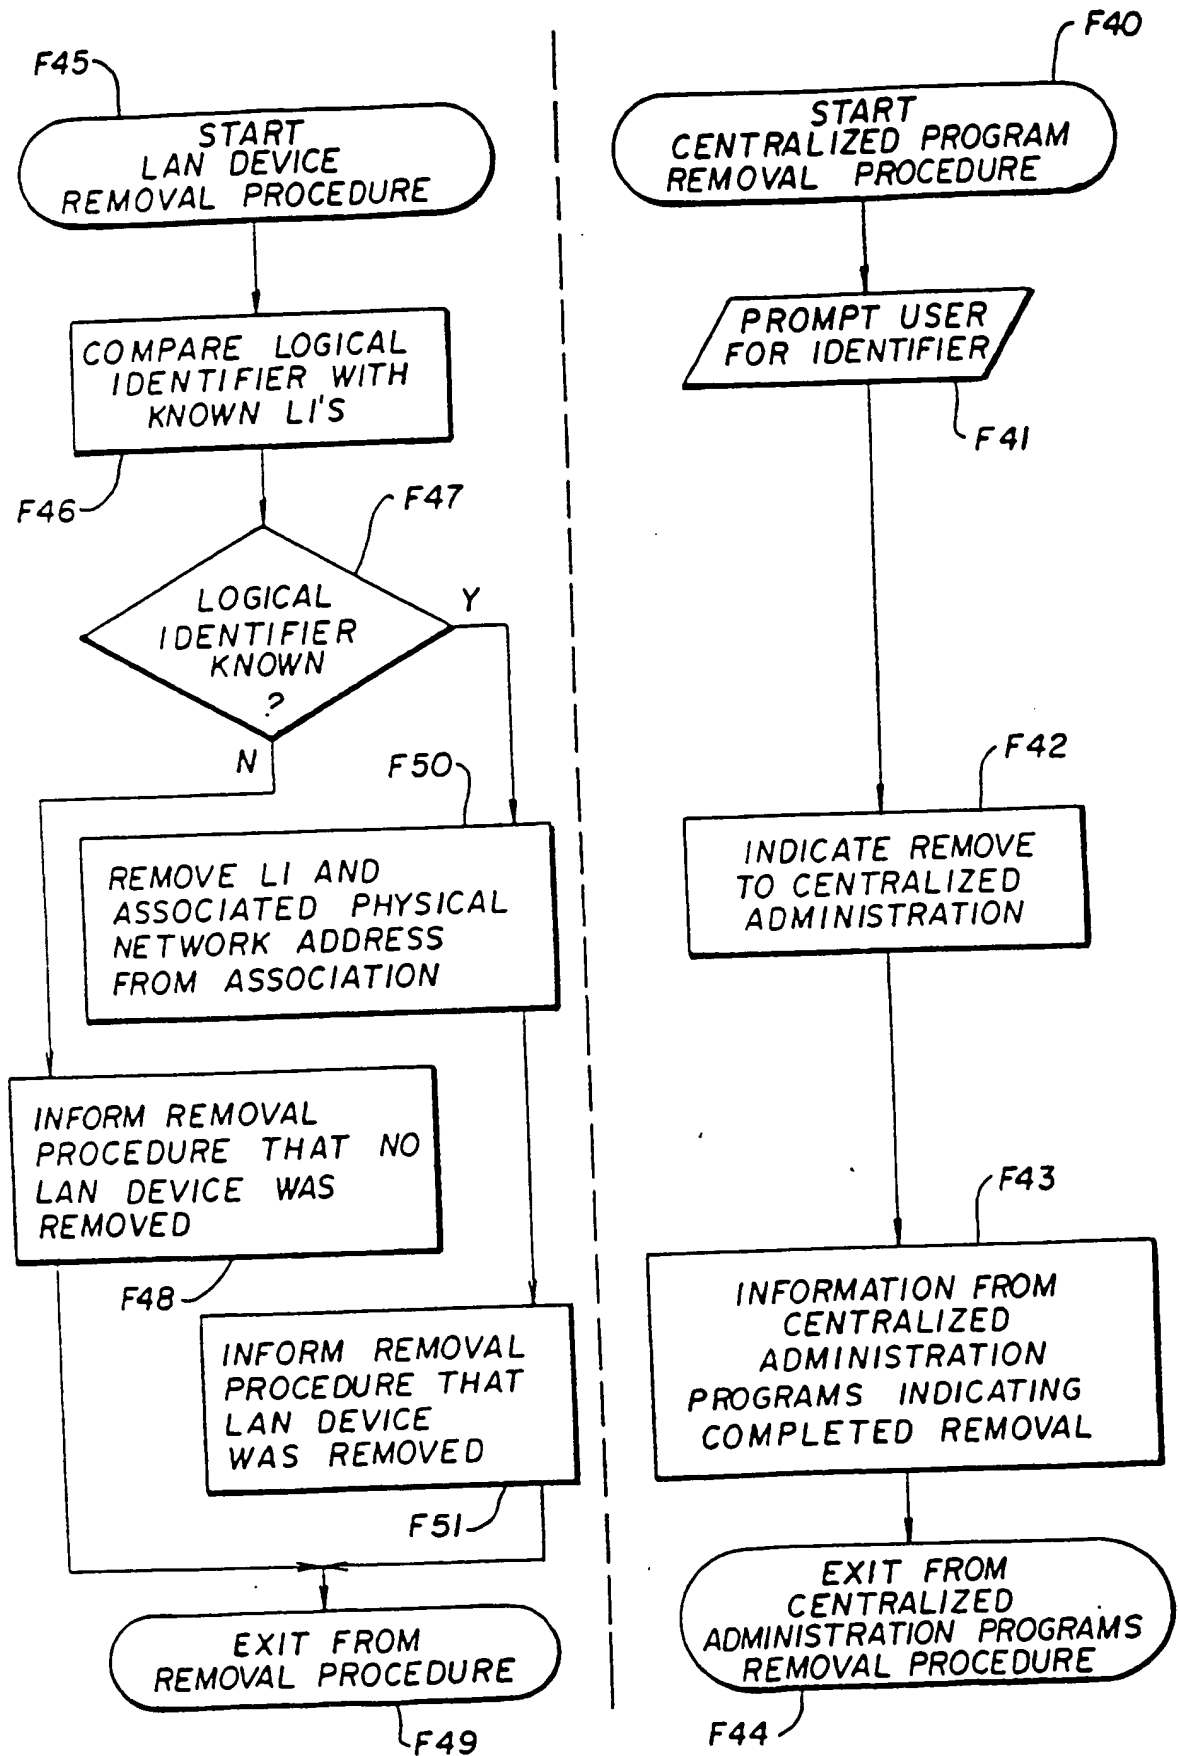 F45
START
LAN DEVICE
REMOVAL PROCEDURE
COMPARE LOGICAL
IDENTIFIER WITH
KNOWN LI'S
F46
F47
LOGICAL
IDENTIFIER
KNOWN
?
Y
N
F50
REMOVE LI AND
ASSOCIATED PHYSICAL
NETWORK ADDRESS
FROM ASSOCIATION
INFORM REMOVAL
PROCEDURE THAT NO
LAN DEVICE WAS
REMOVED
F48
INFORM REMOVAL
PROCEDURE THAT
LAN DEVICE
WAS REMOVED
F51
EXIT FROM
REMOVAL PROCEDURE
F49
F40
START
CENTRALIZED PROGRAM
REMOVAL PROCEDURE
PROMPT USER
FOR IDENTIFIER
F41
F42
INDICATE REMOVE
TO CENTRALIZED
ADMINISTRATION
F43
INFORMATION FROM
CENTRALIZED
ADMINISTRATION
PROGRAMS INDICATING
COMPLETED REMOVAL
EXIT FROM
CENTRALIZED
ADMINISTRATION PROGRAMS
REMOVAL PROCEDURE
F44